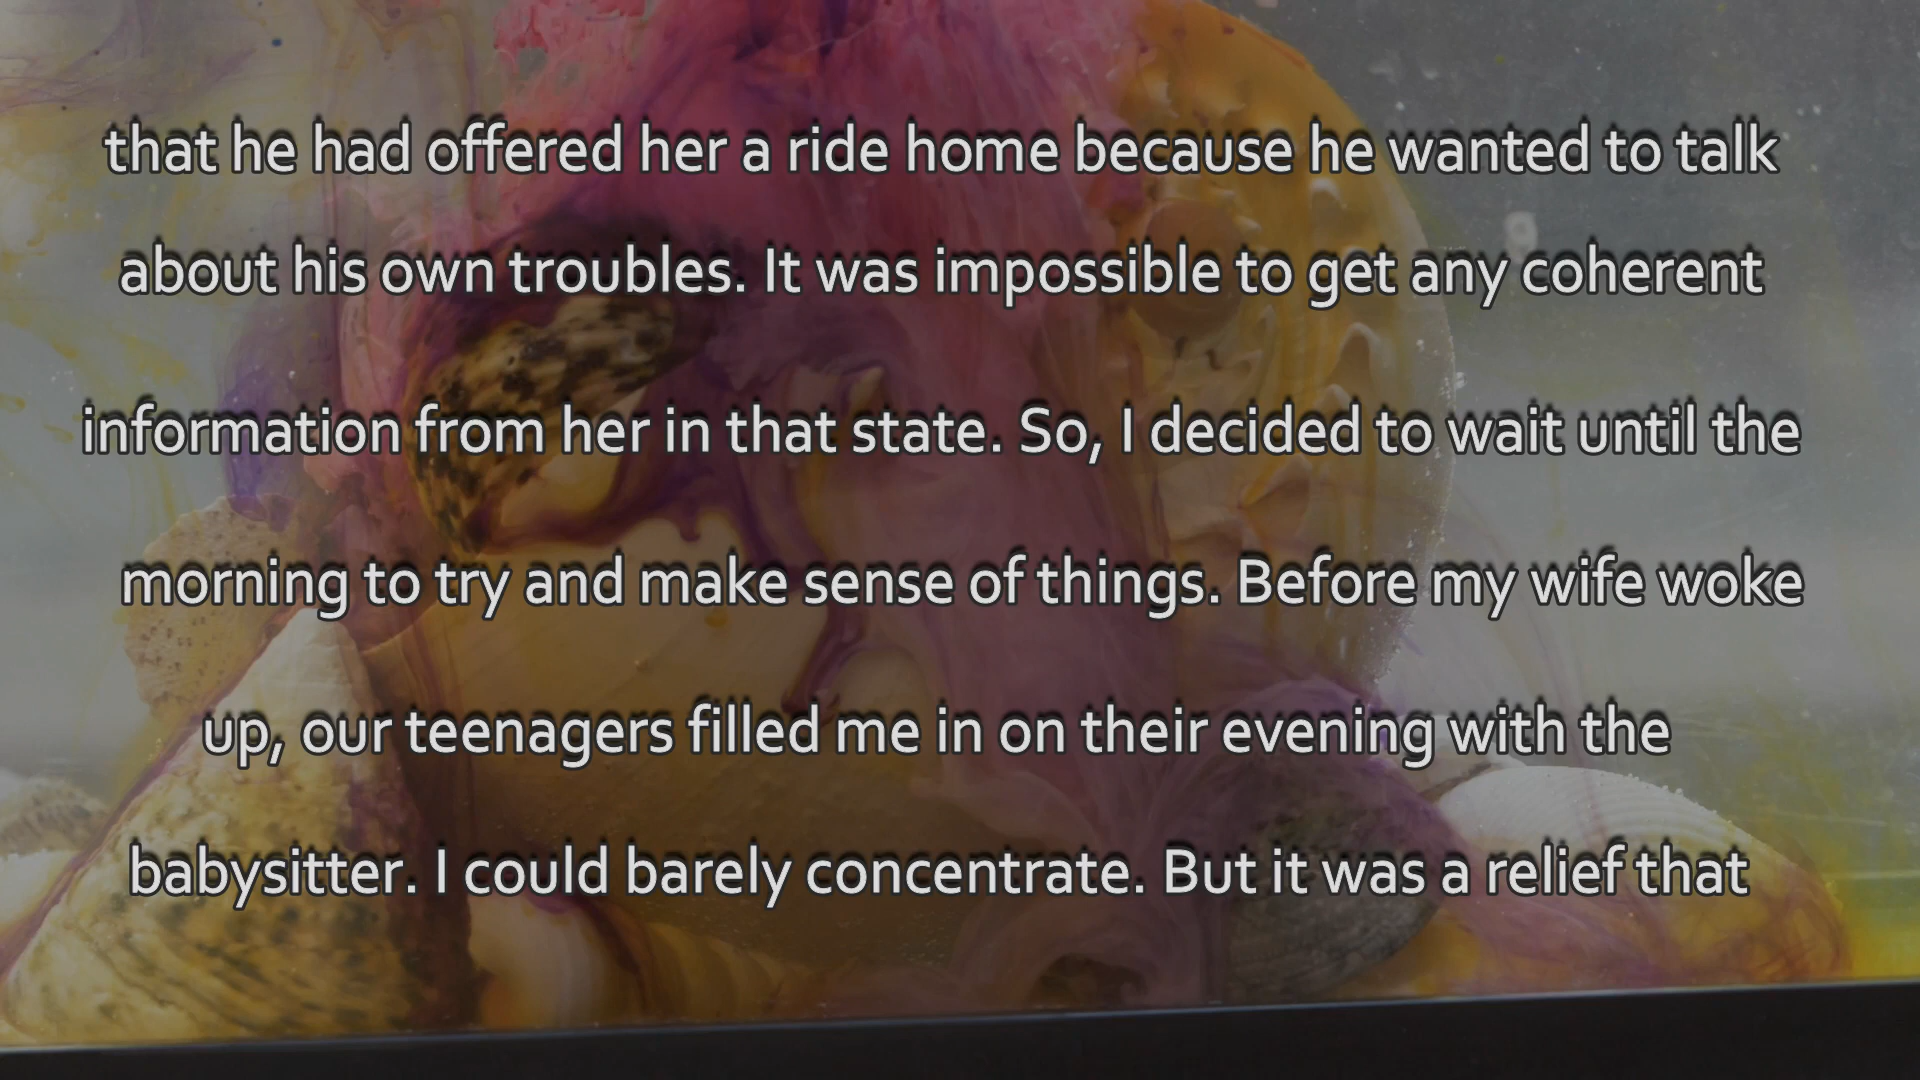 that he had offered her a ride home because he wanted to talk
about his own troubles. It was impossible to get any coherent
information from her in that state. So, I decided to wait until the
morning to try and make sense of things. Before my wife woke
up, our teenagers filled me in on their evening with the
babysitter. I could barely concentrate. But it was a relief that